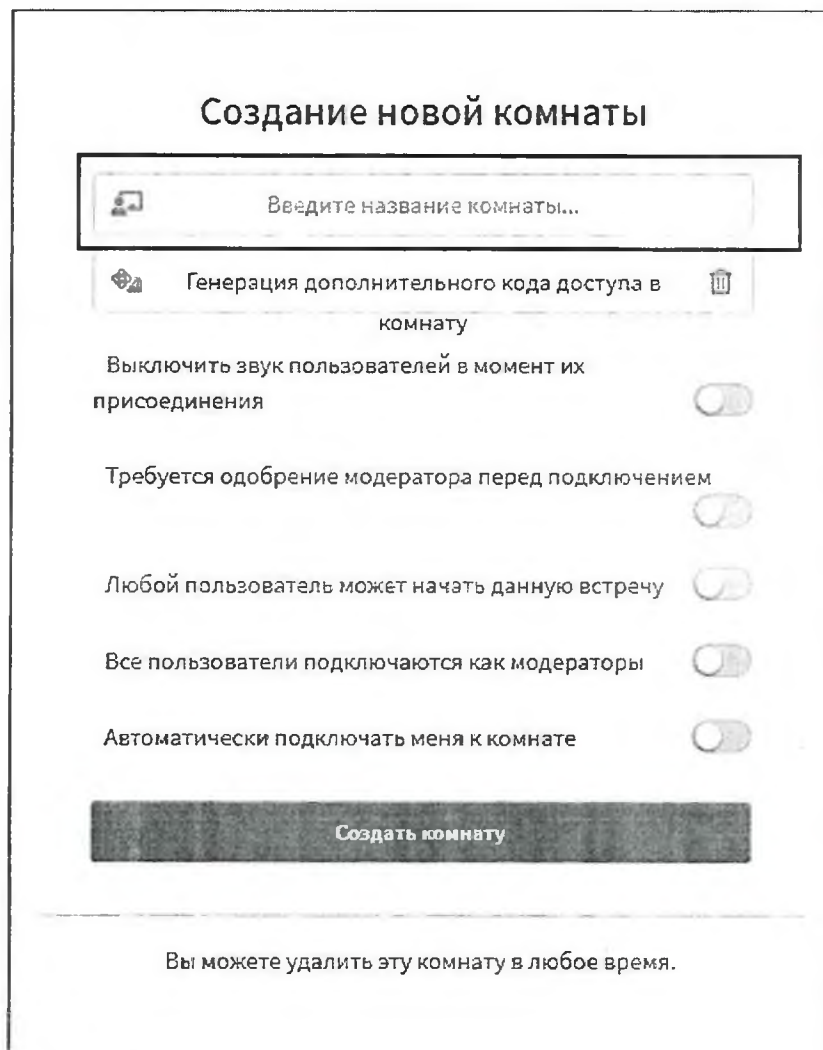 Создание новой комнаты
Введите название комнаты...
Генерация дополнительного кода доступа в
комнату
Выключить звук пользователей в момент их
присоединения
Требуется одобрение модератора перед подключением
Любой пользователь может начать данную встречу
Все пользователи подключаются как модераторы
Автоматически подключать меня к комнате
Создать комнату
Вы можете удалить эту комнату в любое время.